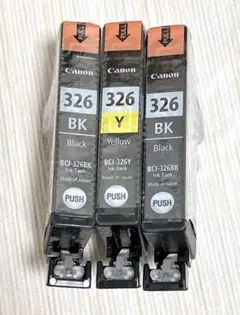 Canon
326
BK
Black
BCI-326BK
Ink Tank
Made in Japan
PUSH
Canon
326
Y
Yellow
BCI-326Y
Ink Tank
Made in Japan
PUSH
Canon
326
BK
Black
BCI-326BK
Ink Tank
Made in Japan
PUSH